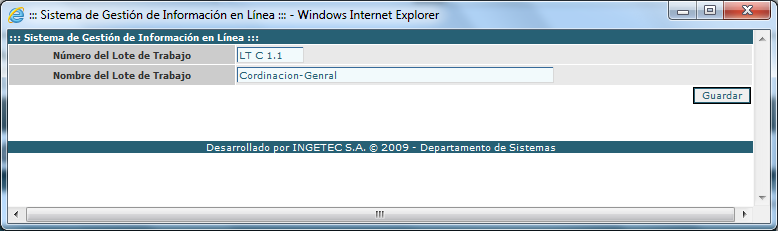 ::: Sistema de Gestión de Información en Línea ::: - Windows Internet Explorer
::: Sistema de Gestión de Información en Línea :::
Número del Lote de Trabajo LT C 1.1
Nombre del Lote de Trabajo Cordinacion-Genral
Guardar
Desarrollado por INGETEC S.A. © 2009 - Departamento de Sistemas